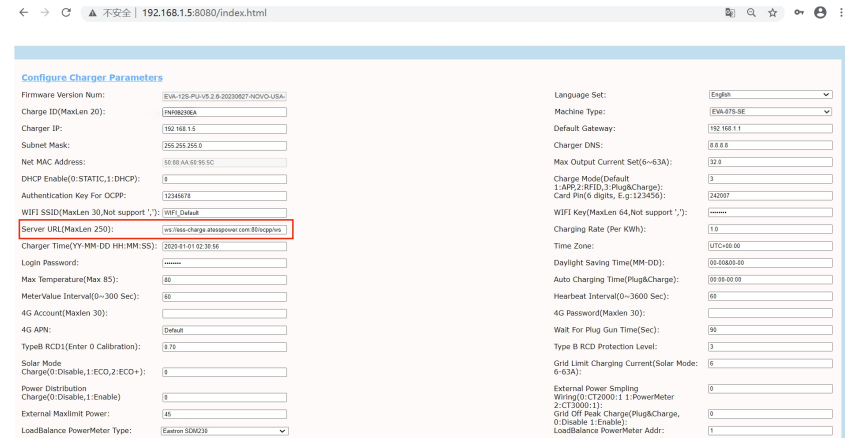 不安全 | 192.168.1.5:8080/index.html
Configure Charger Parameters
Firmware Version Num: EVA-12S-PU-V5.2.6-20230627-NOVO-USA- Language Set: English
Charge ID(MaxLen 20): FNF0B230EA Machine Type: EVA-07S-SE
Charger IP: 192.168.1.5 Default Gateway: 192.168.1.1
Subnet Mask: 255.255.255.0 Charger DNS: 8.8.8.8
Net MAC Address: 50:88:AA:60:95:5C Max Output Current Set(6~63A): 32.0
DHCP Enable(0:STATIC,1:DHCP): 0 Charge Mode(Default
1:APP,2:RFID,3:Plug&Charge): 3
Authentication Key For OCPP: 12345678 Card Pin(6 digits, E.g:123456): 242007
WIFI SSID(MaxLen 30,Not support ','): WIFI_Default WIFI Key(MaxLen 64,Not support ','): ••••••••
Server URL(MaxLen 250): ws://ess-charge.atesspower.com:80/ocpp/ws Charging Rate (Per KWh): 1.0
Charger Time(YY-MM-DD HH:MM:SS): 2020-01-01 02:30:56 Time Zone: UTC+00:00
Login Password: •••••••• Daylight Saving Time(MM-DD): 00-00&00-00
Max Temperature(Max 85): 80 Auto Charging Time(Plug&Charge): 00:00-00:00
MeterValue Interval(0~300 Sec): 60 Hearbeat Interval(0~3600 Sec): 60
4G Account(Maxlen 30): 4G Password(Maxlen 30):
4G APN: Default Wait For Plug Gun Time(Sec): 90
TypeB RCD1(Enter 0 Calibration): 0.70 Type B RCD Protection Level: 3
Solar Mode
Charge(0:Disable,1:ECO,2:ECO+): 0 Grid Limit Charging Current(Solar Mode:
6-63A): 6
Power Distribution
Charge(0:Disable,1:Enable) 0 External Power Smpling
Wiring(0:CT2000:1 1:PowerMeter
2:CT3000:1): 0
External Maxlimit Power: 45 Grid Off Peak Charge(Plug&Charge,
0:Disable 1:Enable): 0
LoadBalance PowerMeter Type: Eastron SDM230 LoadBalance PowerMeter Addr: 1